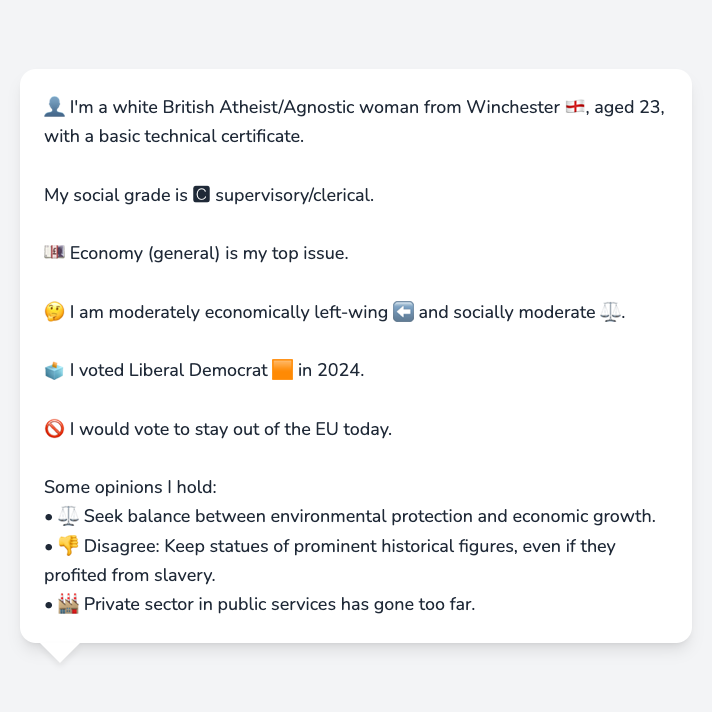 👤 I'm a white British Atheist/Agnostic woman from Winchester 🏴󠁧󠁢󠁥󠁮󠁧󠁿, aged 23,
with a basic technical certificate.
My social grade is 🅲 supervisory/clerical.
💷 Economy (general) is my top issue.
🤔 I am moderately economically left-wing ⬅️ and socially moderate ⚖️.
🗳️ I voted Liberal Democrat 🟧 in 2024.
🚫 I would vote to stay out of the EU today.
Some opinions I hold:
• ⚖️ Seek balance between environmental protection and economic growth.
• 👎 Disagree: Keep statues of prominent historical figures, even if they
profited from slavery.
• 🏭 Private sector in public services has gone too far.